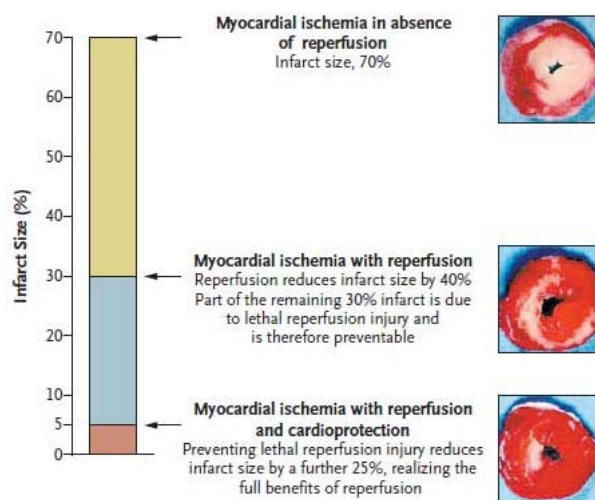 Myocardial ischemia in absence
of reperfusion
Infarct size, 70%
70
60
50
40
30
20
10
5
0
Infarct Size (%)
Myocardial ischemia with reperfusion
Reperfusion reduces infarct size by 40%
Part of the remaining 30% infarct is due
to lethal reperfusion injury and
is therefore preventable
Myocardial ischemia with reperfusion
and cardioprotection
Preventing lethal reperfusion injury reduces
infarct size by a further 25%, realizing the
full benefits of reperfusion